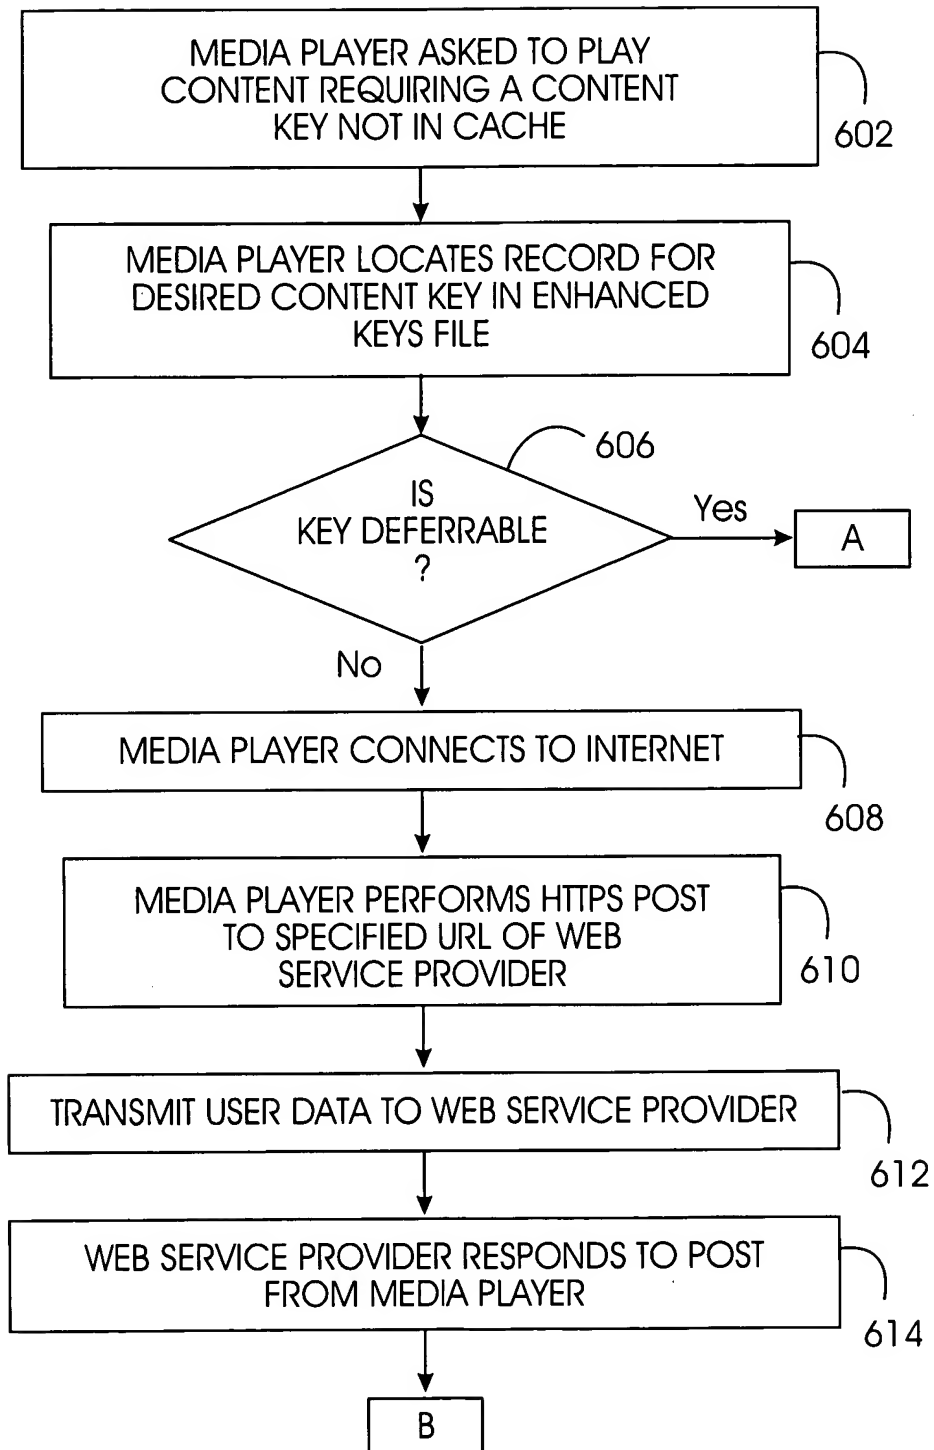 MEDIA PLAYER ASKED TO PLAY
CONTENT REQUIRING A CONTENT
KEY NOT IN CACHE
602
MEDIA PLAYER LOCATES RECORD FOR
DESIRED CONTENT KEY IN ENHANCED
KEYS FILE
604
606
IS
KEY DEFERRABLE
?
Yes
A
No
MEDIA PLAYER CONNECTS TO INTERNET
608
MEDIA PLAYER PERFORMS HTTPS POST
TO SPECIFIED URL OF WEB
SERVICE PROVIDER
610
TRANSMIT USER DATA TO WEB SERVICE PROVIDER
612
WEB SERVICE PROVIDER RESPONDS TO POST
FROM MEDIA PLAYER
614
B